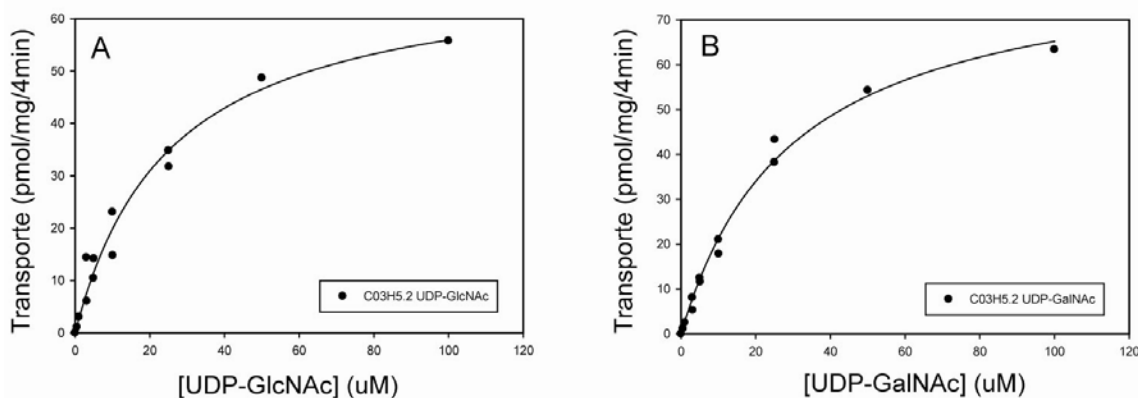 A
Transporte (pmol/mg/4min)
60
50
40
30
20
10
0
0 20 40 60 80 100 120
[UDP-GlcNAc] (uM)
C03H5.2 UDP-GlcNAc
B
Transporte (pmol/mg/4min)
70
60
50
40
30
20
10
0
0 20 40 60 80 100 120
[UDP-GalNAc] (uM)
C03H5.2 UDP-GalNAc